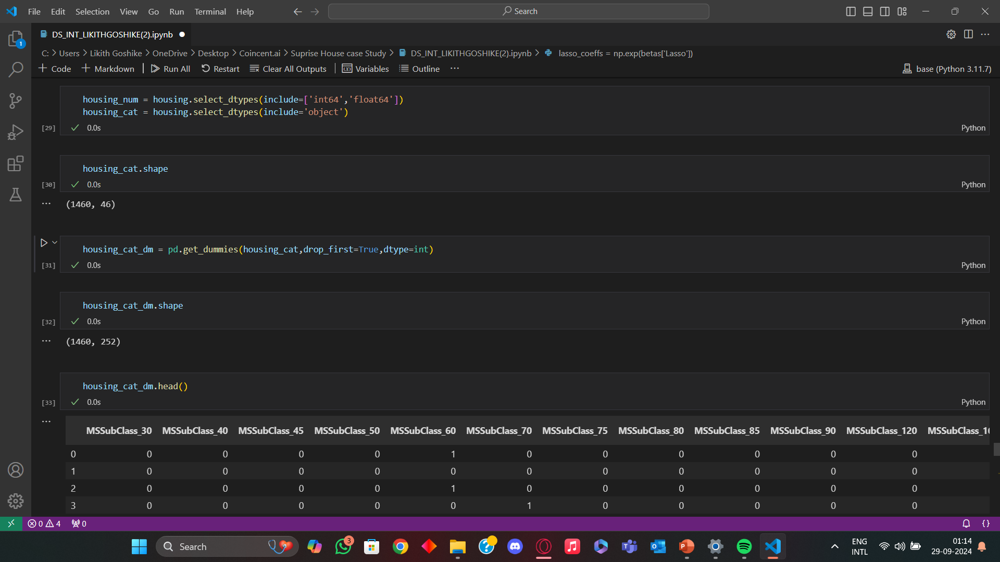 File Edit Selection View Go Run Terminal Help Search
DS_INT_LIKITHGOSHIKE(2).ipynb
C: > Users > Likith Goshike > OneDrive > Desktop > Coincent.ai > Suprise House case Study > DS_INT_LIKITHGOSHIKE(2).ipynb > lasso_coeffs = np.exp(betas['Lasso'])
+ Code + Markdown | Run All Restart Clear All Outputs | Variables Outline ... base (Python 3.11.7)
housing_num = housing.select_dtypes(include=['int64','float64'])
housing_cat = housing.select_dtypes(include='object')
[29] 0.0s Python
housing_cat.shape
[30] 0.0s Python
... (1460, 46)
housing_cat_dm = pd.get_dummies(housing_cat,drop_first=True,dtype=int)
[31] 0.0s Python
housing_cat_dm.shape
[32] 0.0s Python
... (1460, 252)
housing_cat_dm.head()
[33] 0.0s Python
...
MSSubClass_30 MSSubClass_40 MSSubClass_45 MSSubClass_50 MSSubClass_60 MSSubClass_70 MSSubClass_75 MSSubClass_80 MSSubClass_85 MSSubClass_90 MSSubClass_120
0 0 0 0 0 1 0 0 0 0 0 0
1 0 0 0 0 0 0 0 0 0 0 0
2 0 0 0 0 1 0 0 0 0 0 0
3 0 0 0 0 0 1 0 0 0 0 0
0 4 0 {}
Search 3 ENG 01:14
INTL 29-09-2024